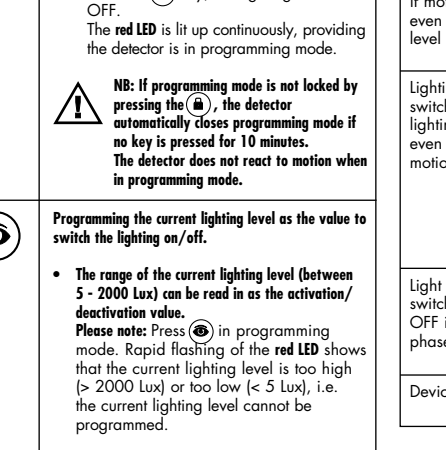 OFF.
The red LED is lit up continuously, providing
the detector is in programming mode.
NB: If programming mode is not locked by
pressing the , the detector
automatically closes programming mode if
no key is pressed for 10 minutes.
The detector does not react to motion when
in programming mode.
Programming the current lighting level as the value to
switch the lighting on/off.
• The range of the current lighting level (between
5 - 2000 Lux) can be read in as the activation/
deactivation value.
Please note: Press in programming
mode. Rapid flashing of the red LED shows
that the current lighting level is too high
(> 2000 Lux) or too low (< 5 Lux), i.e.
the current lighting level cannot be
programmed.
even
level
Lighti
switch
lightin
even
motio
Light
switch
OFF i
phase
Devic